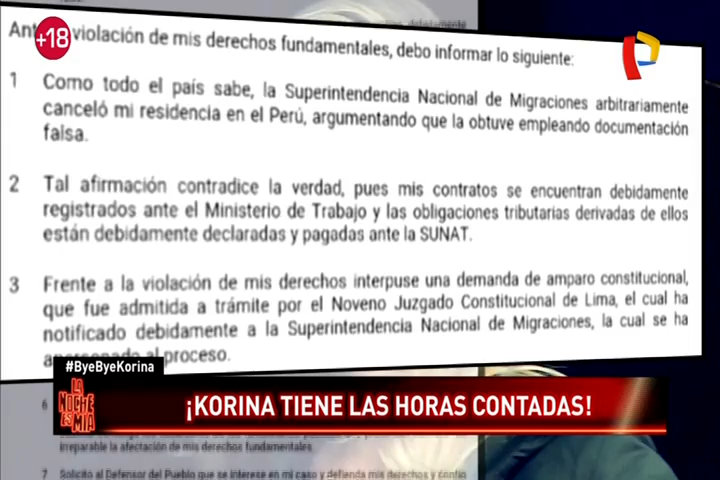 +18
Ante violación de mis derechos fundamentales, debo informar lo siguiente:
1 Como todo el país sabe, la Superintendencia Nacional de Migraciones arbitrariamente
canceló mi residencia en el Perú, argumentando que la obtuve empleando documentación
falsa.
2 Tal afirmación contradice la verdad, pues mis contratos se encuentran debidamente
registrados ante el Ministerio de Trabajo y las obligaciones tributarias derivadas de ellos
están debidamente declaradas y pagadas ante la SUNAT.
3 Frente a la violación de mis derechos interpuse una demanda de amparo constitucional,
que fue admitida a trámite por el Noveno Juzgado Constitucional de Lima, el cual ha
notificado debidamente a la Superintendencia Nacional de Migraciones, la cual se ha
al proceso.
#ByeByeKorina
LA NOCHE ES MIA
¡KORINA TIENE LAS HORAS CONTADAS!
6
irreparable la afectación de mis derechos fundamentales.
7 Solicito al Defensor del Pueblo que se interese en mi caso y defienda mis derechos y